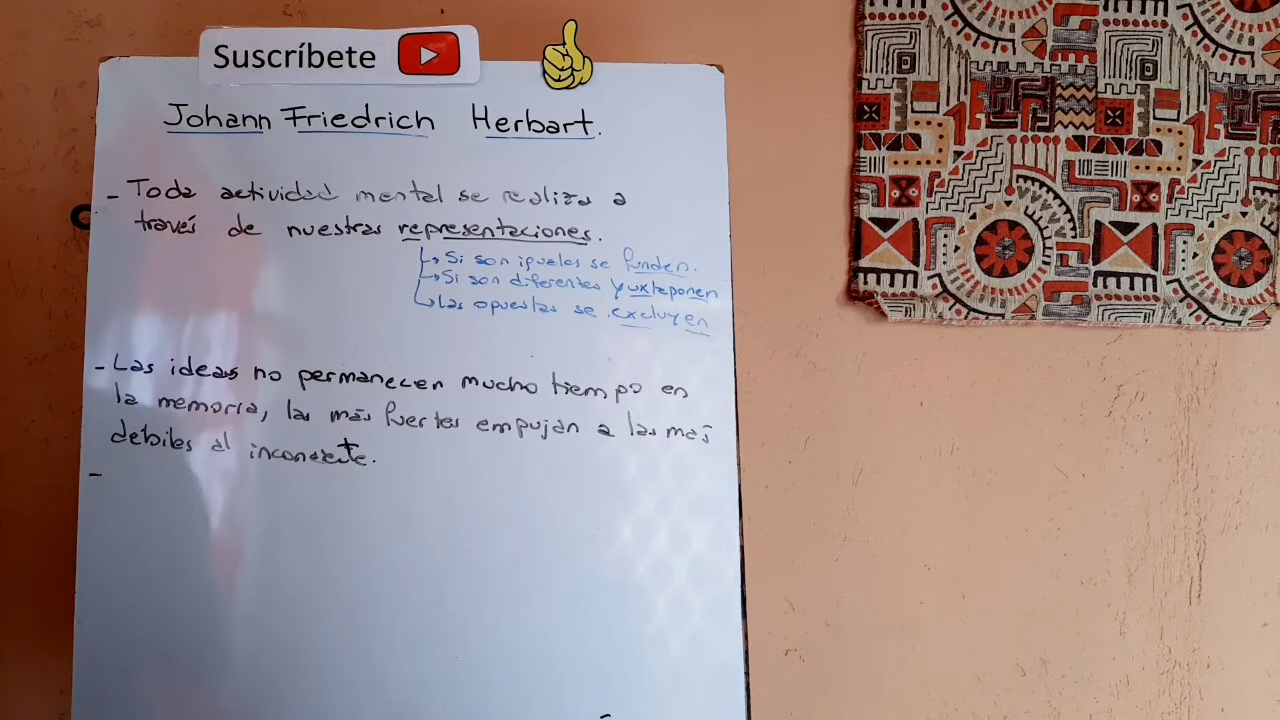 Suscríbete
Johann Friedrich Herbart.
- Toda actividad mental se realiza a
través de nuestras representaciones.
Si son iguales se funden.
Si son diferentes yuxtaponen
Las opuestas se excluyen
- Las ideas no permanecen mucho tiempo en
la memoria, las más fuertes empujan a las más
debiles al
-